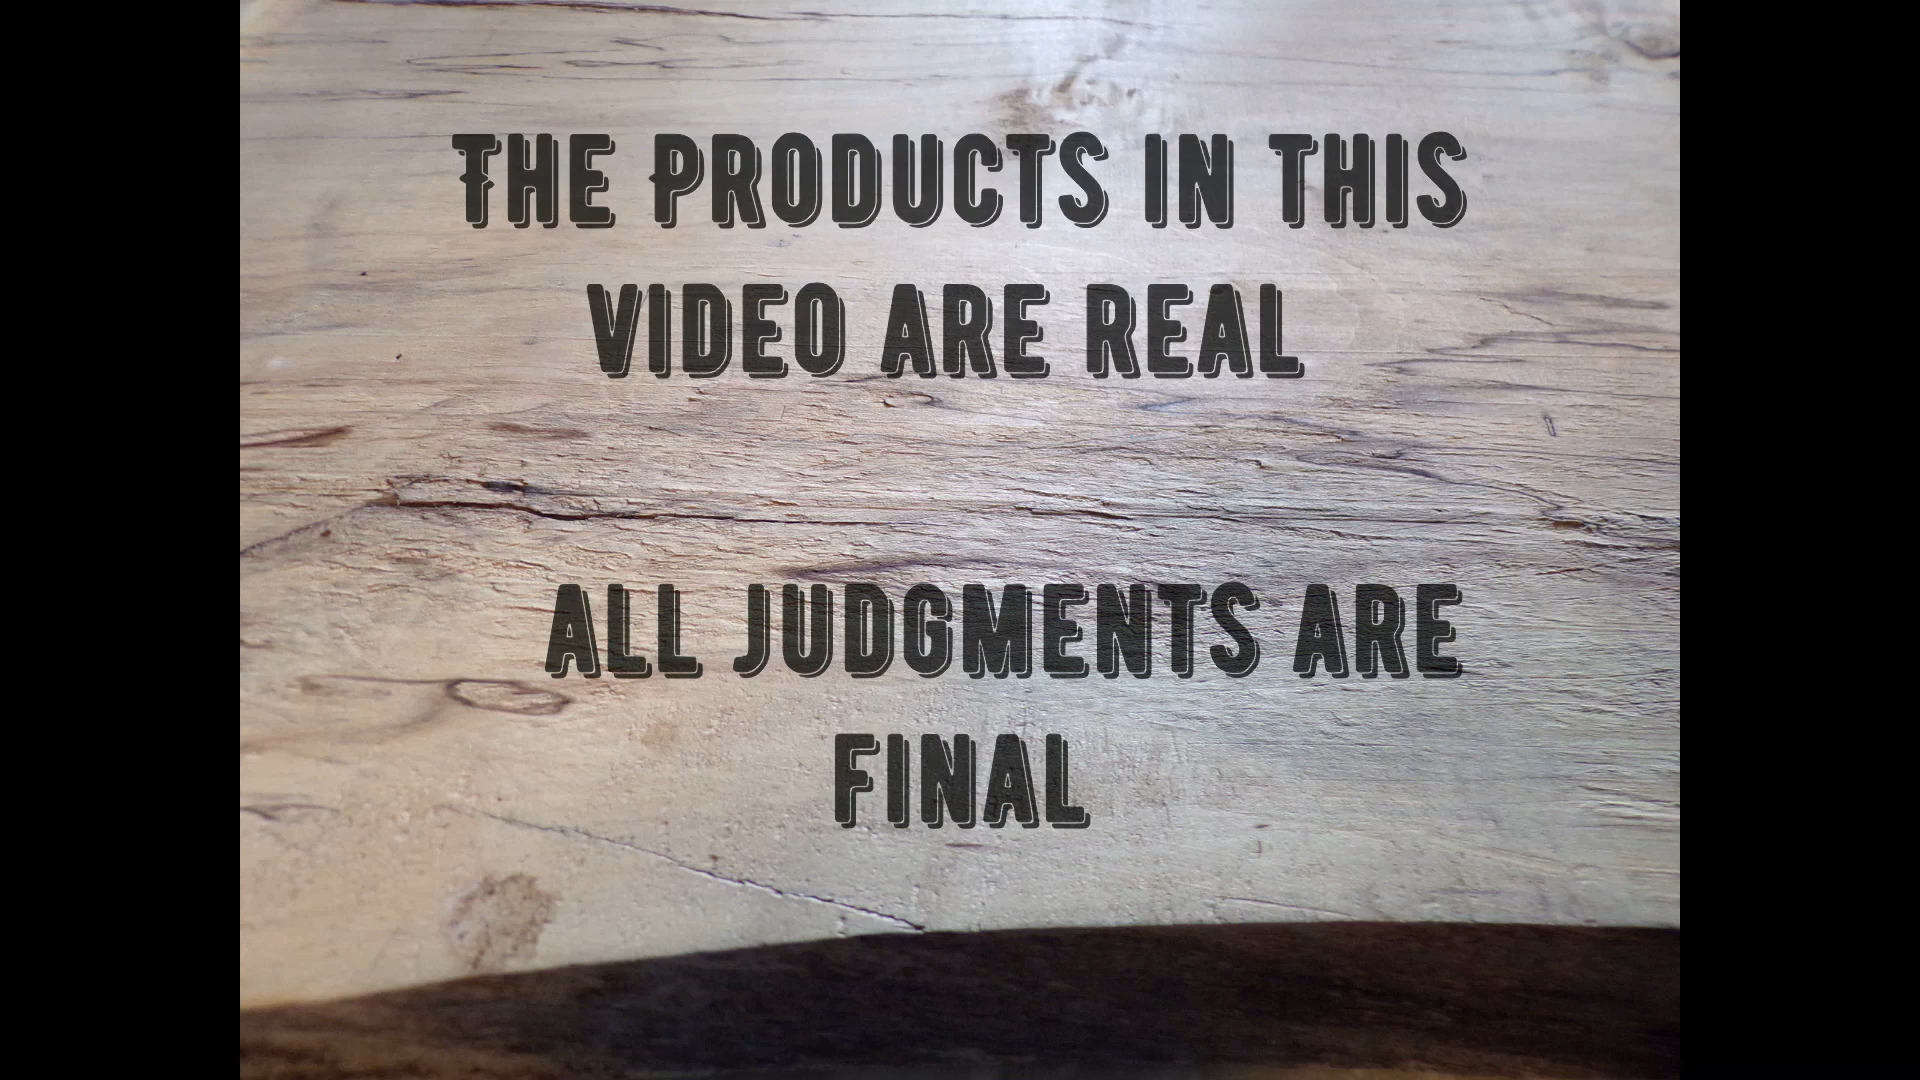 The Products in this
video are real
All judgments are
final